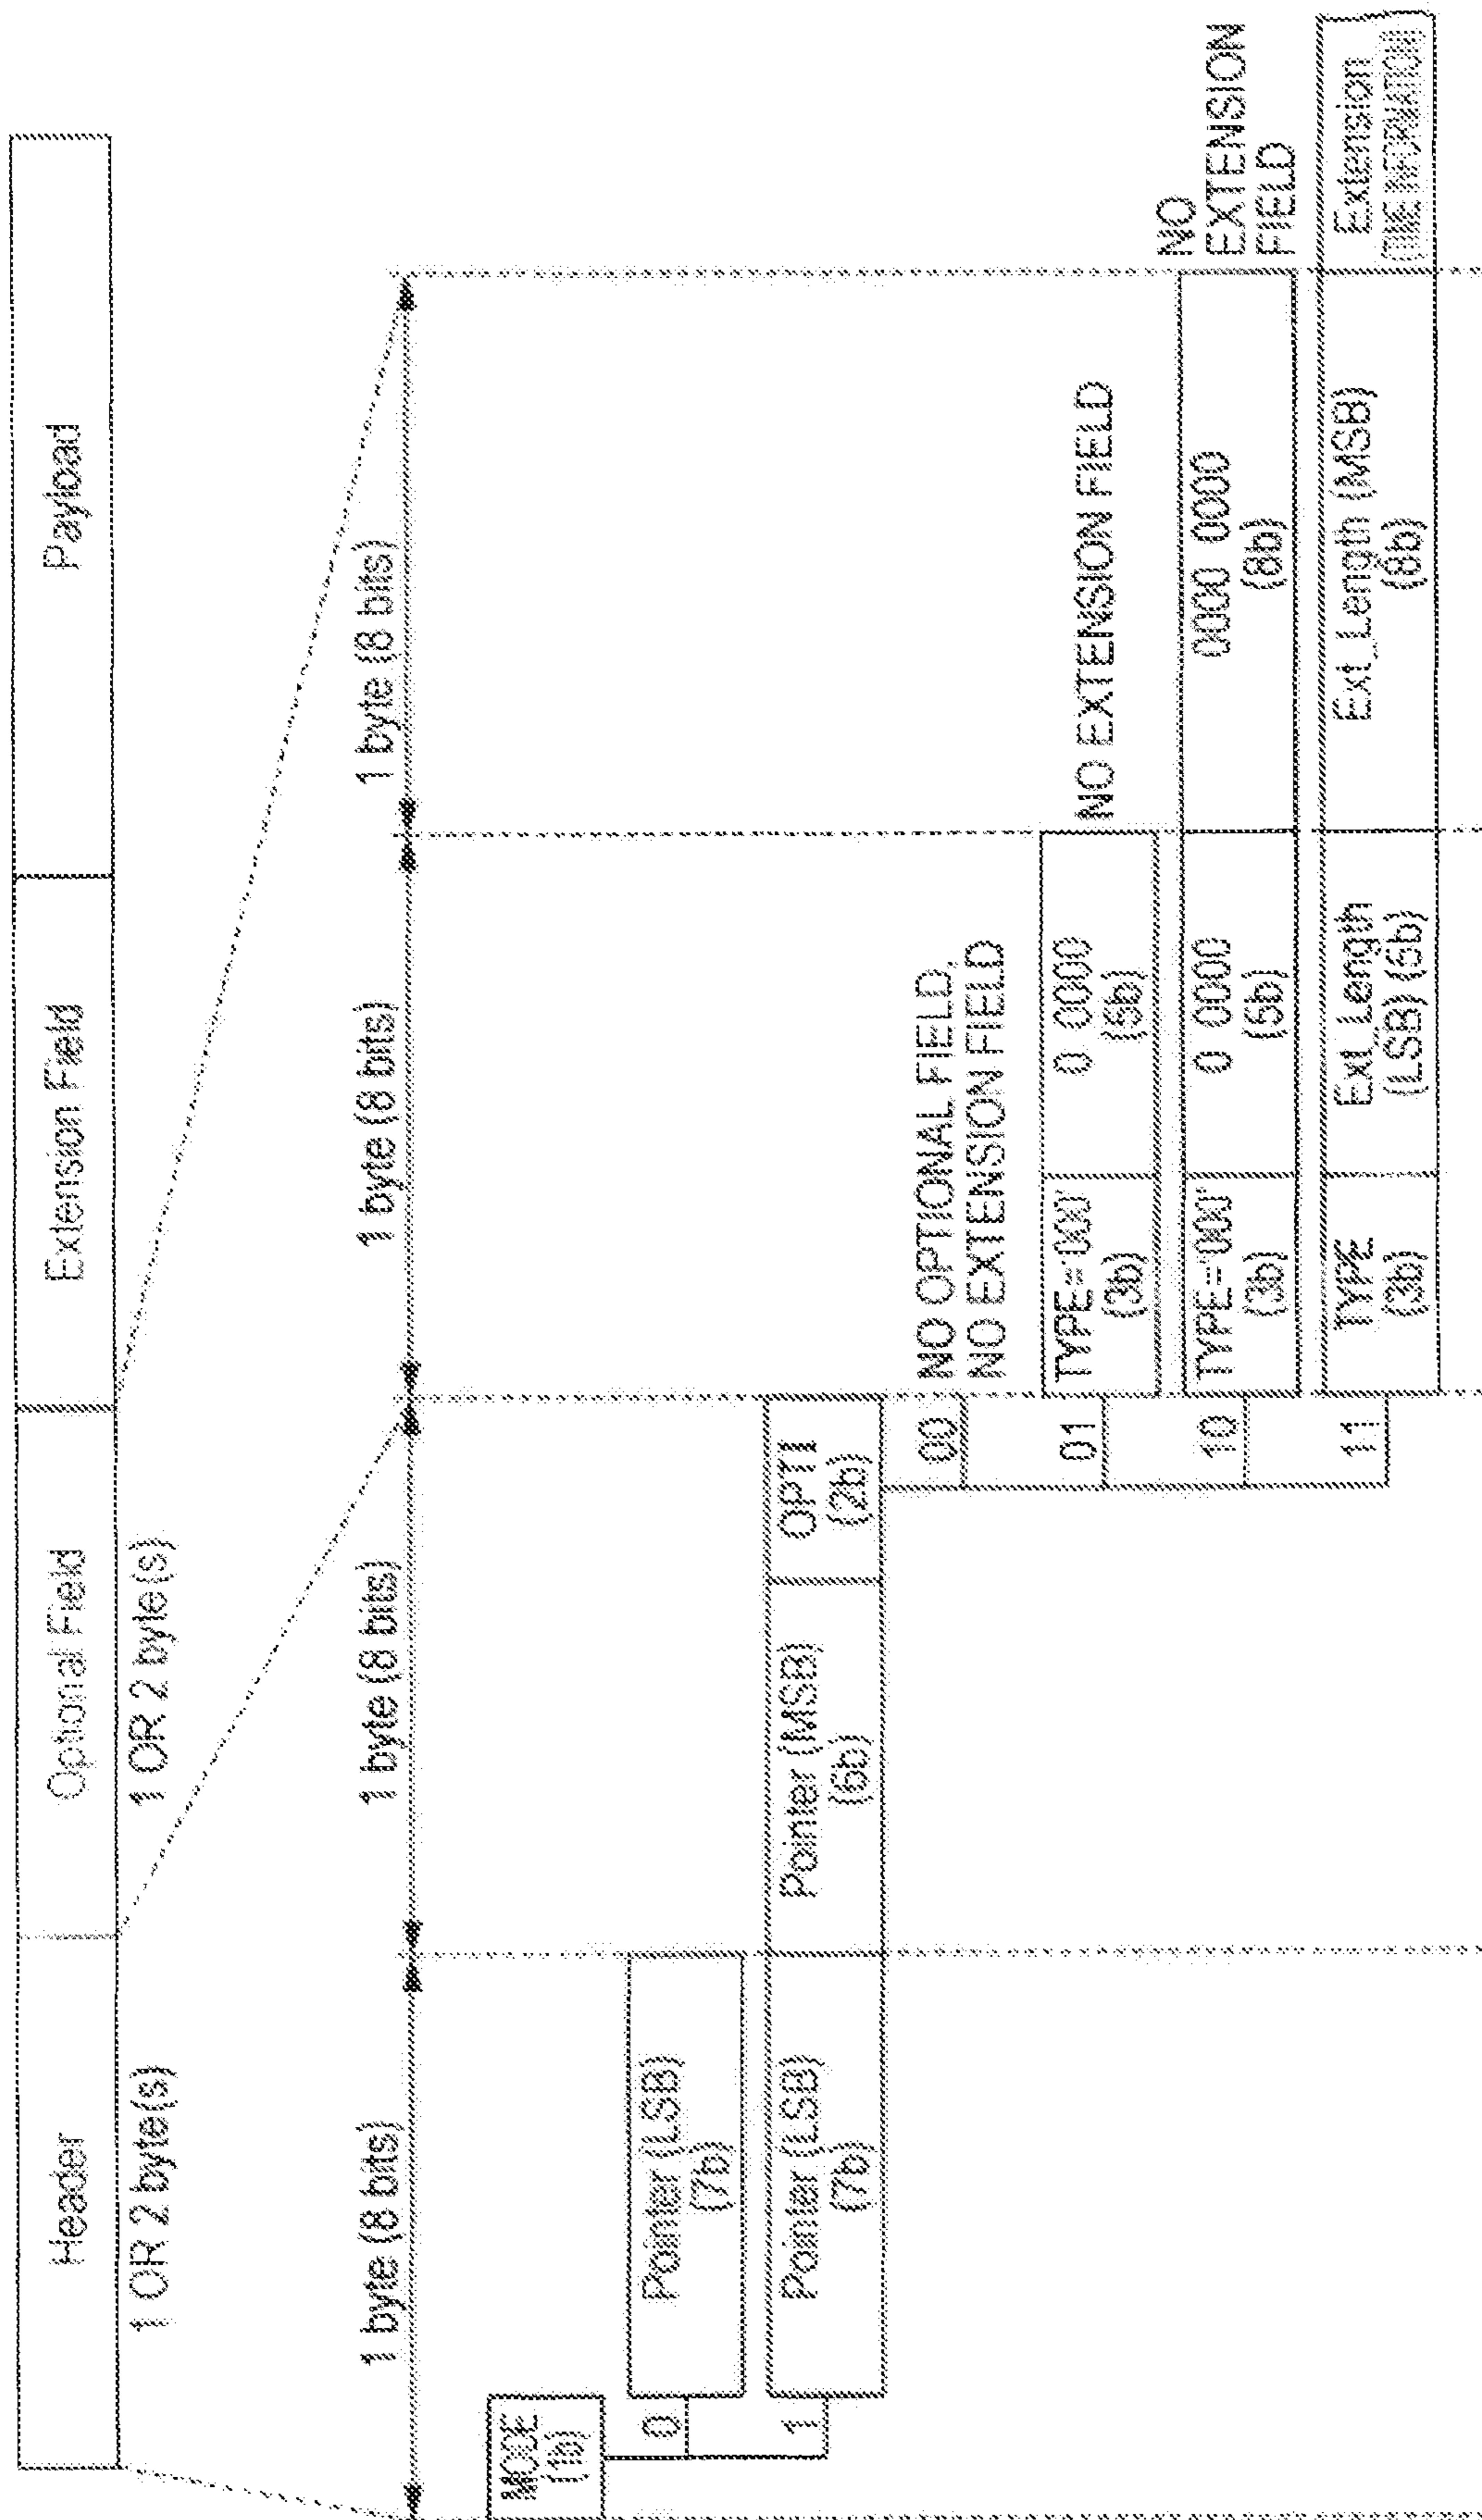 Header
Optional Field
Extension Field
Payload
1 OR 2 byte(s)
1 OR 2 byte(s)
1 byte (8 bits)
1 byte (8 bits)
1 byte (8 bits)
1 byte (8 bits)
MODE
(1b)
0
Pointer (LSB)
(7b)
1
Pointer (LSB)
(7b)
Pointer (MSB)
(6b)
OPTI
(2b)
00
NO OPTIONAL FIELD,
NO EXTENSION FIELD
01
TYPE='000'
(3b)
0 0000
(5b)
NO EXTENSION FIELD
10
TYPE='000'
(3b)
0 0000
(5b)
0000 0000
(8b)
NO
EXTENSION
FIELD
11
TYPE
(3b)
Ext_Length
(LSB) (5b)
Ext_Length (MSB)
(8b)
Extension
(TIME INFORMATION)